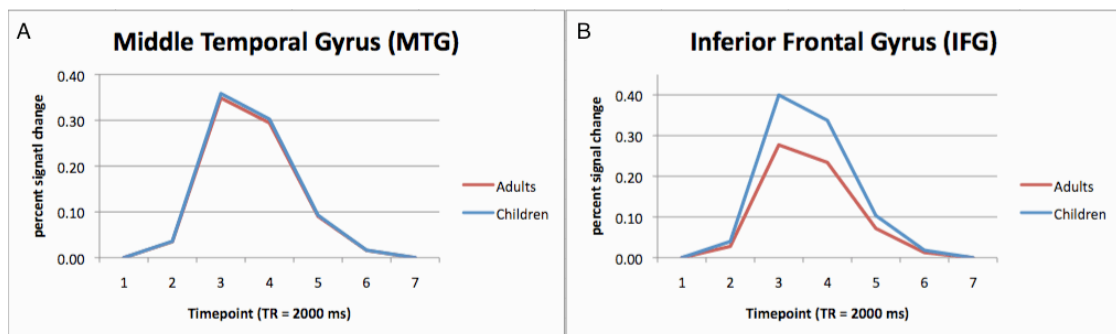 A
Middle Temporal Gyrus (MTG)
percent signatl change
0.40
0.30
0.20
0.10
0.00
1 2 3 4 5 6 7
Timepoint (TR = 2000 ms)
Adults
Children
B
Inferior Frontal Gyrus (IFG)
percent signal change
0.40
0.30
0.20
0.10
0.00
1 2 3 4 5 6 7
Timepoint (TR = 2000 ms)
Adults
Children